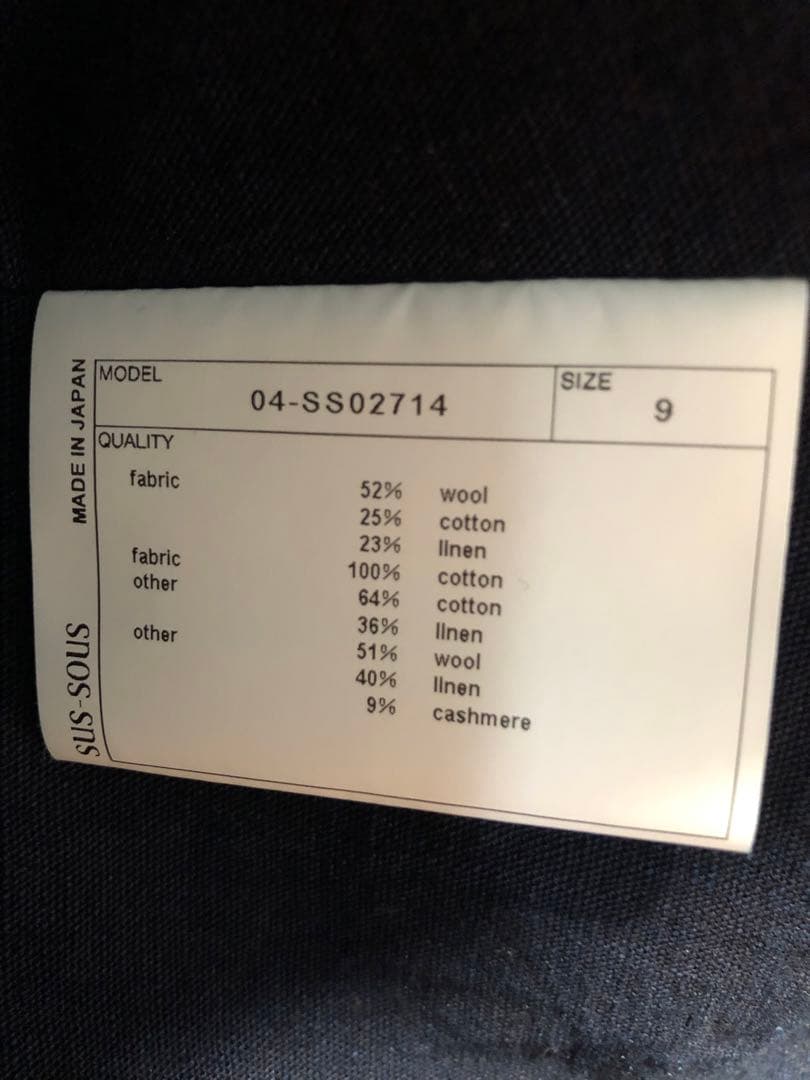 MADE IN JAPAN
sus-sous
MODEL
04-SS02714
SIZE
9
QUALITY
fabric 52% wool
25% cotton
23% linen
fabric 100% cotton
other 64% cotton
36% linen
other 51% wool
40% linen
9% cashmere